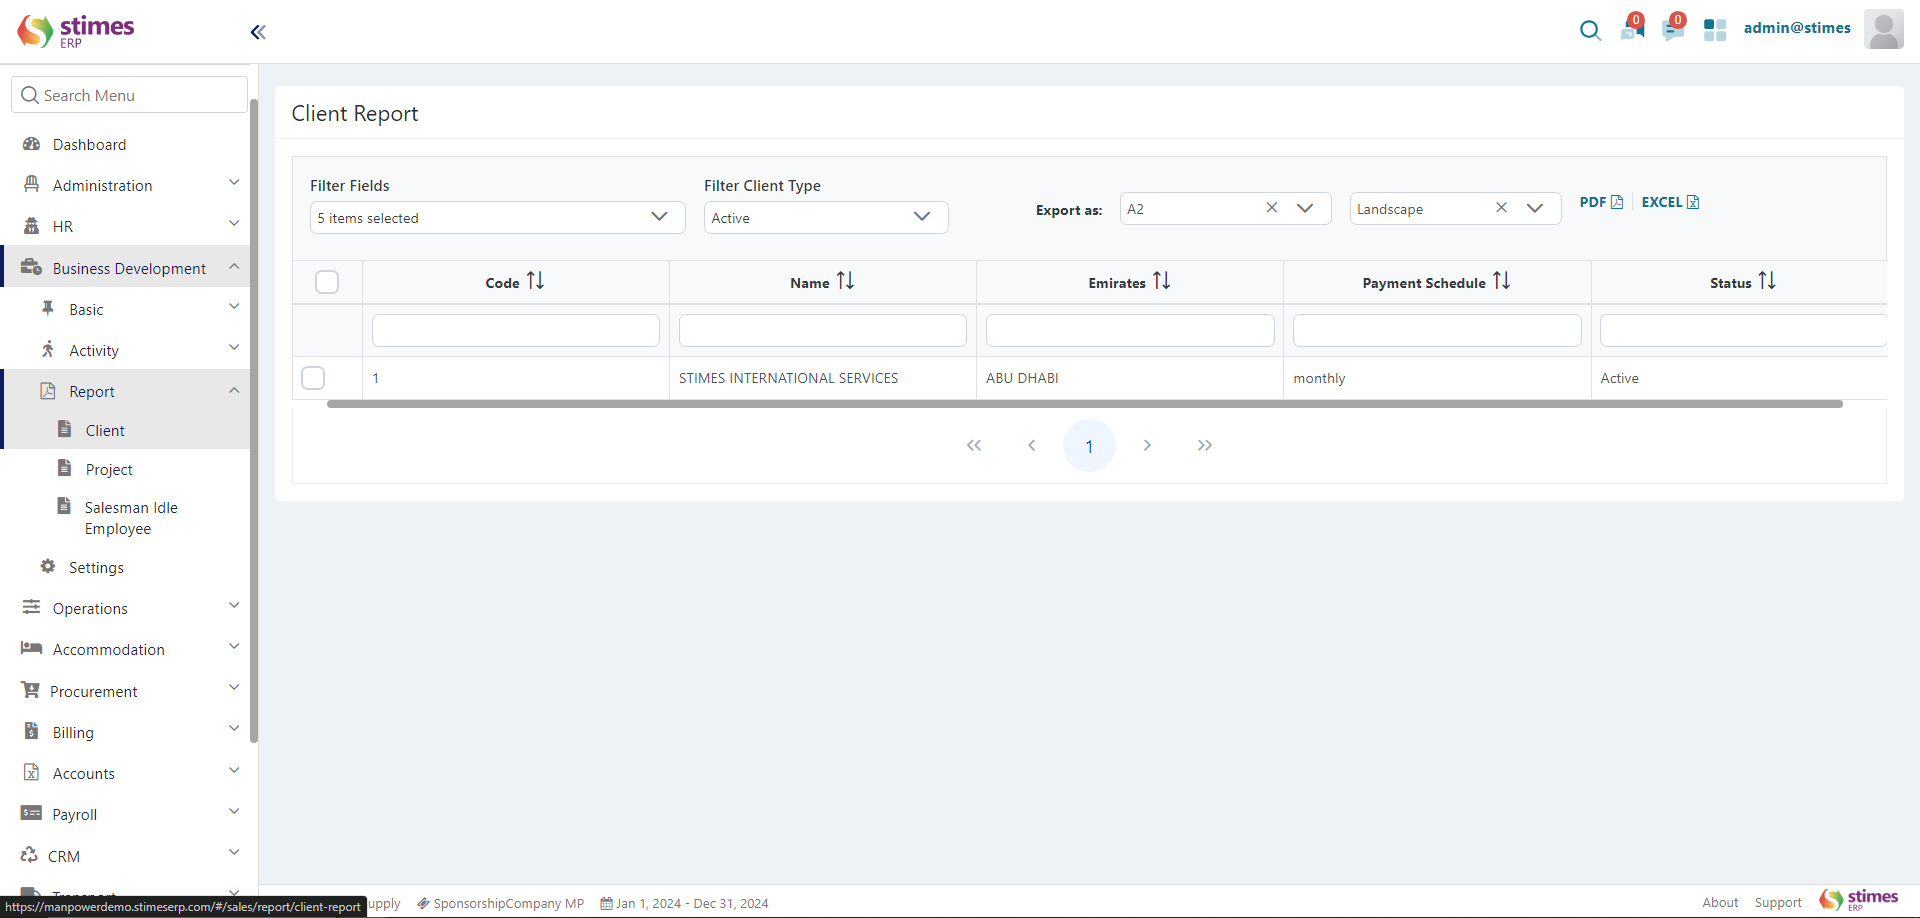 stimes
ERP
0
0
admin@stimes
Search Menu
Dashboard
Administration
HR
Business Development
Basic
Activity
Report
Client
Project
Salesman Idle
Employee
Settings
Operations
Accommodation
Procurement
Billing
Accounts
Payroll
CRM
Transport
https://manpowerdemo.stimeserp.com/#/sales/report/client-report
Client Report
Filter Fields
5 items selected
Filter Client Type
Active
Export as:
A2
Landscape
PDF
EXCEL
Code
Name
Emirates
Payment Schedule
Status
1
STIMES INTERNATIONAL SERVICES
ABU DHABI
monthly
Active
1
upply
SponsorshipCompany MP
Jan 1, 2024 - Dec 31, 2024
About
Support
stimes
ERP